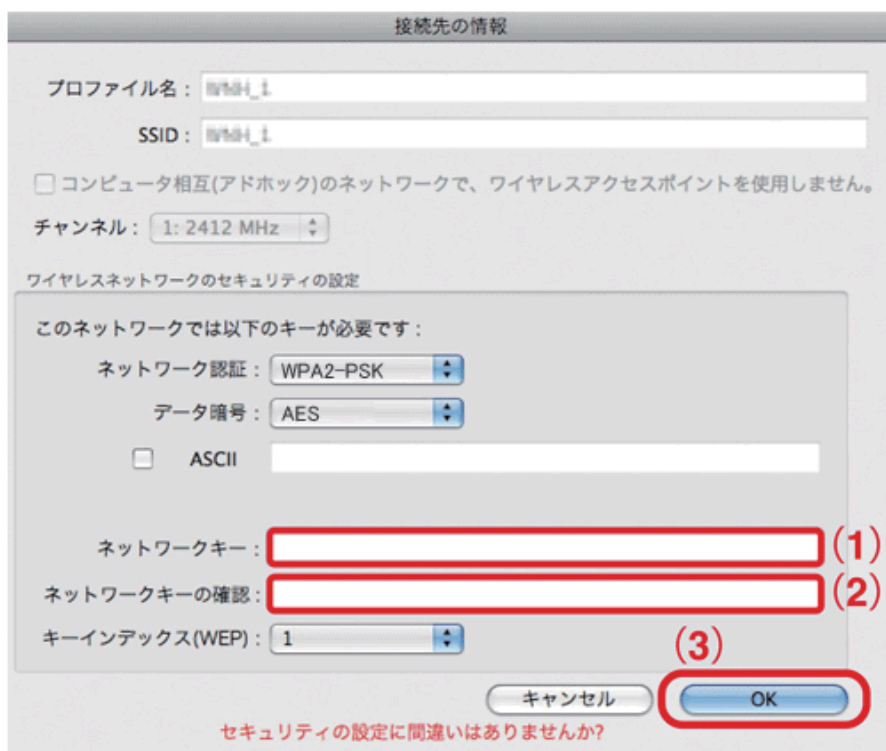 接続先の情報
プロファイル名：
SSID：
コンピュータ相互(アドホック)のネットワークで、ワイヤレスアクセスポイントを使用しません。
チャンネル： 1: 2412 MHz
ワイヤレスネットワークのセキュリティの設定
このネットワークでは以下のキーが必要です：
ネットワーク認証： WPA2-PSK
データ暗号： AES
ASCII
ネットワークキー： (1)
ネットワークキーの確認： (2)
キーインデックス(WEP)： 1
(3)
キャンセル OK
セキュリティの設定に間違いはありませんか?